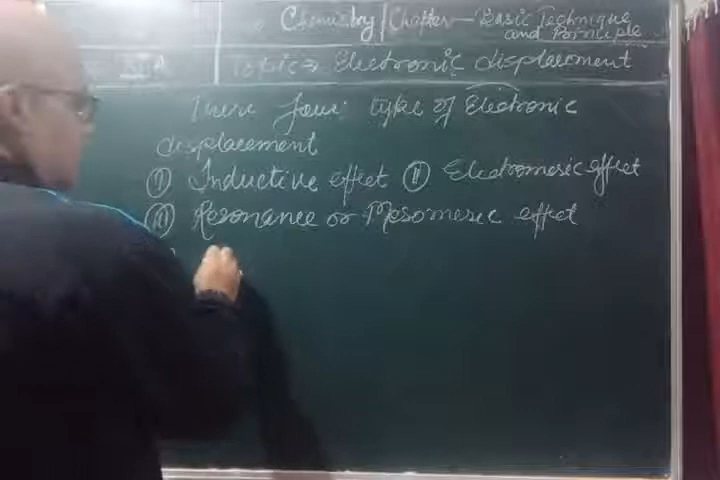 Chemistry / Chapter - Basic Technique
and Principle
XI A
Topic ⇒ Electronic displacement
There four type of Electronic
displacement
(I) Inductive effect (II) Electromeric effect
(III) Resonance or Mesomeric effect